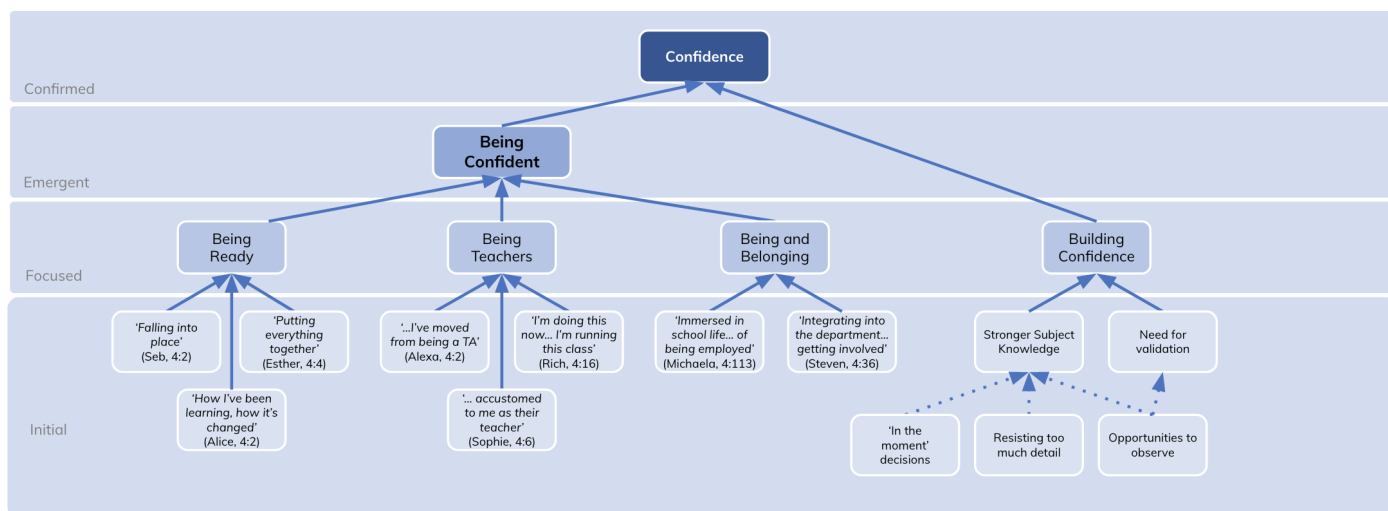 Confidence
Confirmed
Being
Confident
Emergent
Being
Ready
Being
Teachers
Being and
Belonging
Building
Confidence
Focused
‘Falling into
place’
(Seb, 4:2)
‘Putting
everything
together’
(Esther, 4:4)
‘...I’ve moved
from being a TA’
(Alexa, 4:2)
‘I’m doing this
now... I’m running
this class’
(Rich, 4:16)
‘Immersed in
school life... of
being employed’
(Michaela, 4:113)
‘Integrating into
the department...
getting involved’
(Steven, 4:36)
Stronger Subject
Knowledge
Need for
validation
‘How I’ve been
learning, how it’s
changed’
(Alice, 4:2)
‘... accustomed
to me as their
teacher’
(Sophie, 4:6)
‘In the
moment’
decisions
Resisting too
much detail
Opportunities to
observe
Initial